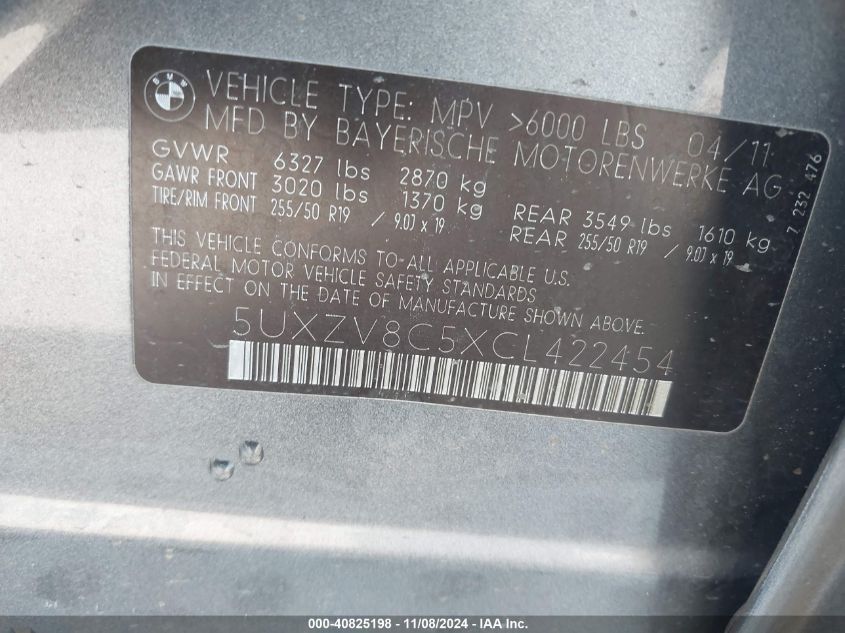 BMW
VEHICLE TYPE: MPV >6000 LBS 04/11
MFD BY BAYERISCHE MOTORENWERKE AG
GVWR 6327 lbs 2870 kg
GAWR FRONT 3020 lbs 1370 kg REAR 3549 lbs 1610 kg
TIRE/RIM FRONT 255/50 R19 / 9.0J x 19 REAR 255/50 R19 / 9.0J x 19
7 232 476
THIS VEHICLE CONFORMS TO ALL APPLICABLE U.S.
FEDERAL MOTOR VEHICLE SAFETY STANDARDS
IN EFFECT ON THE DATE OF MANUFACTURE SHOWN ABOVE.
5UXZV8C5XCL422454
000-40825198 - 11/08/2024 - IAA Inc.